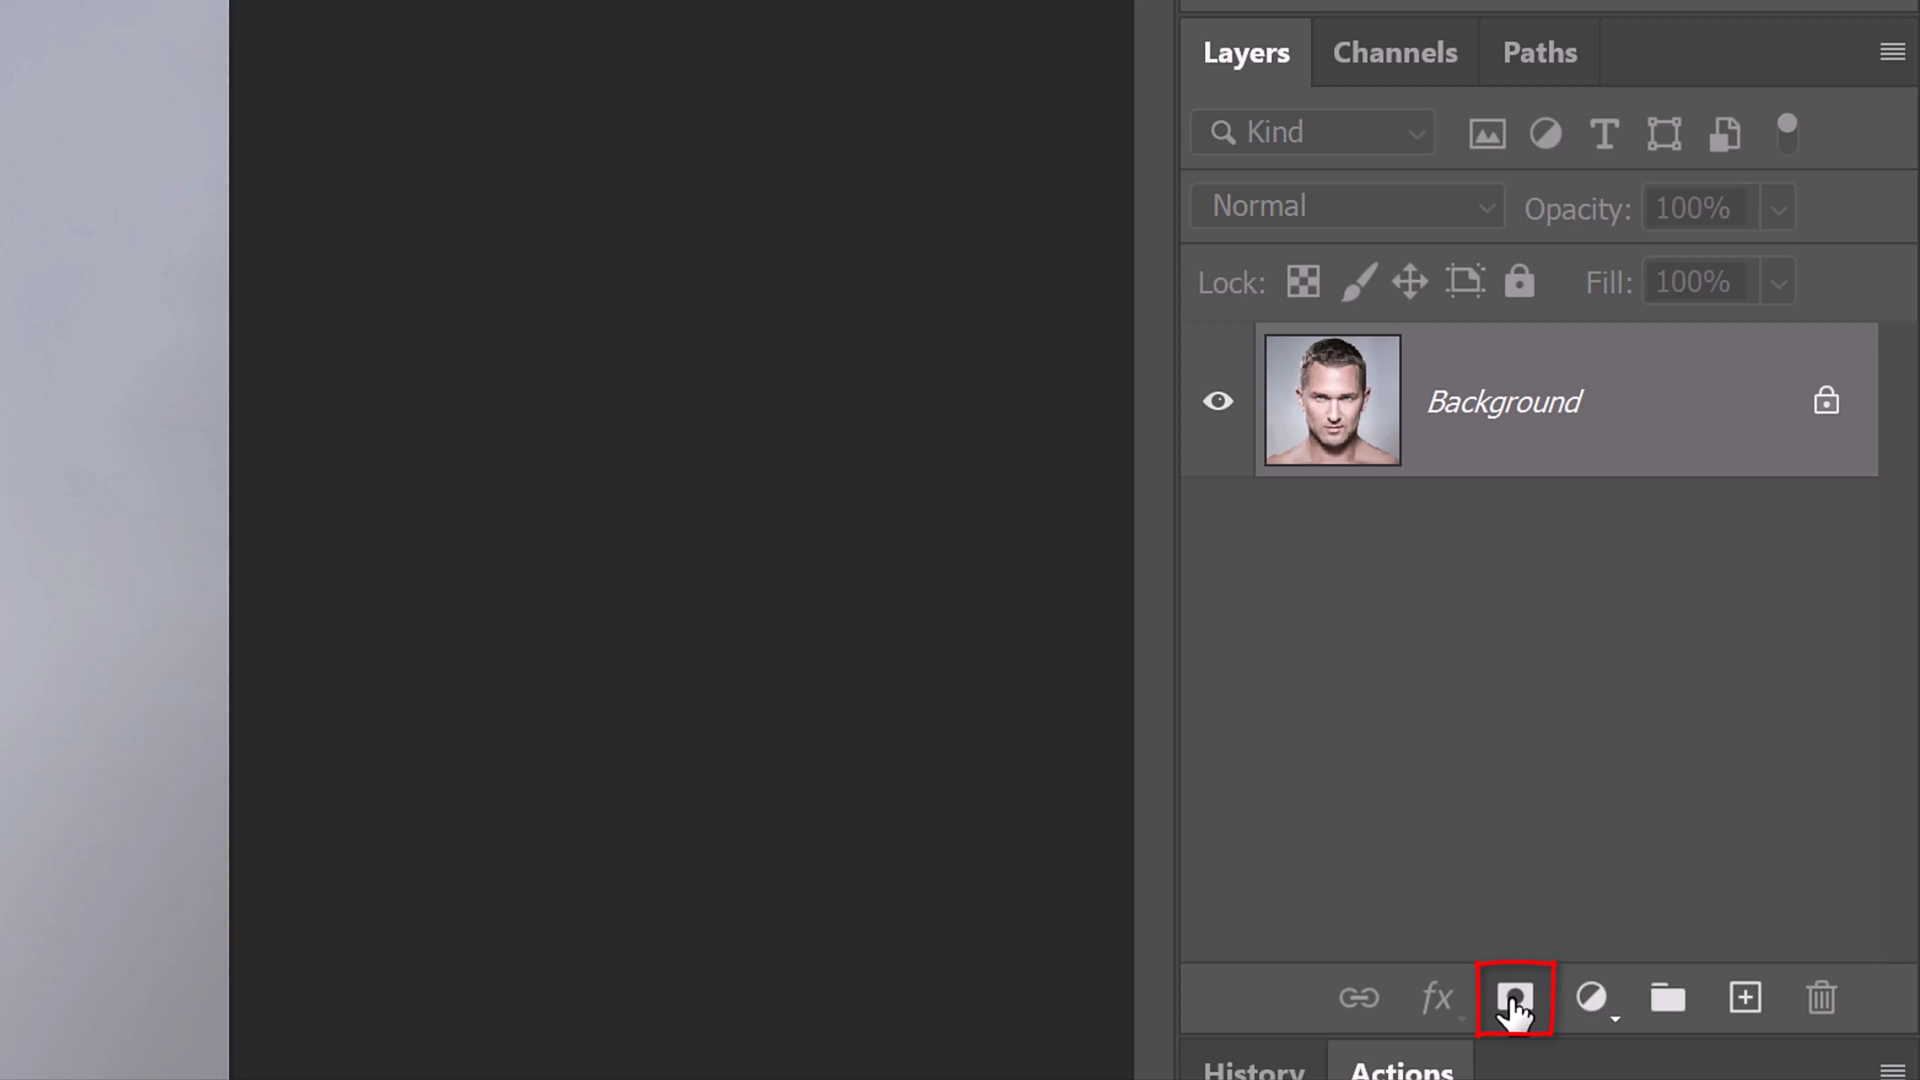 Layers Channels Paths
Kind
Normal Opacity: 100%
Lock: Fill: 100%
Background
fx
History Actions